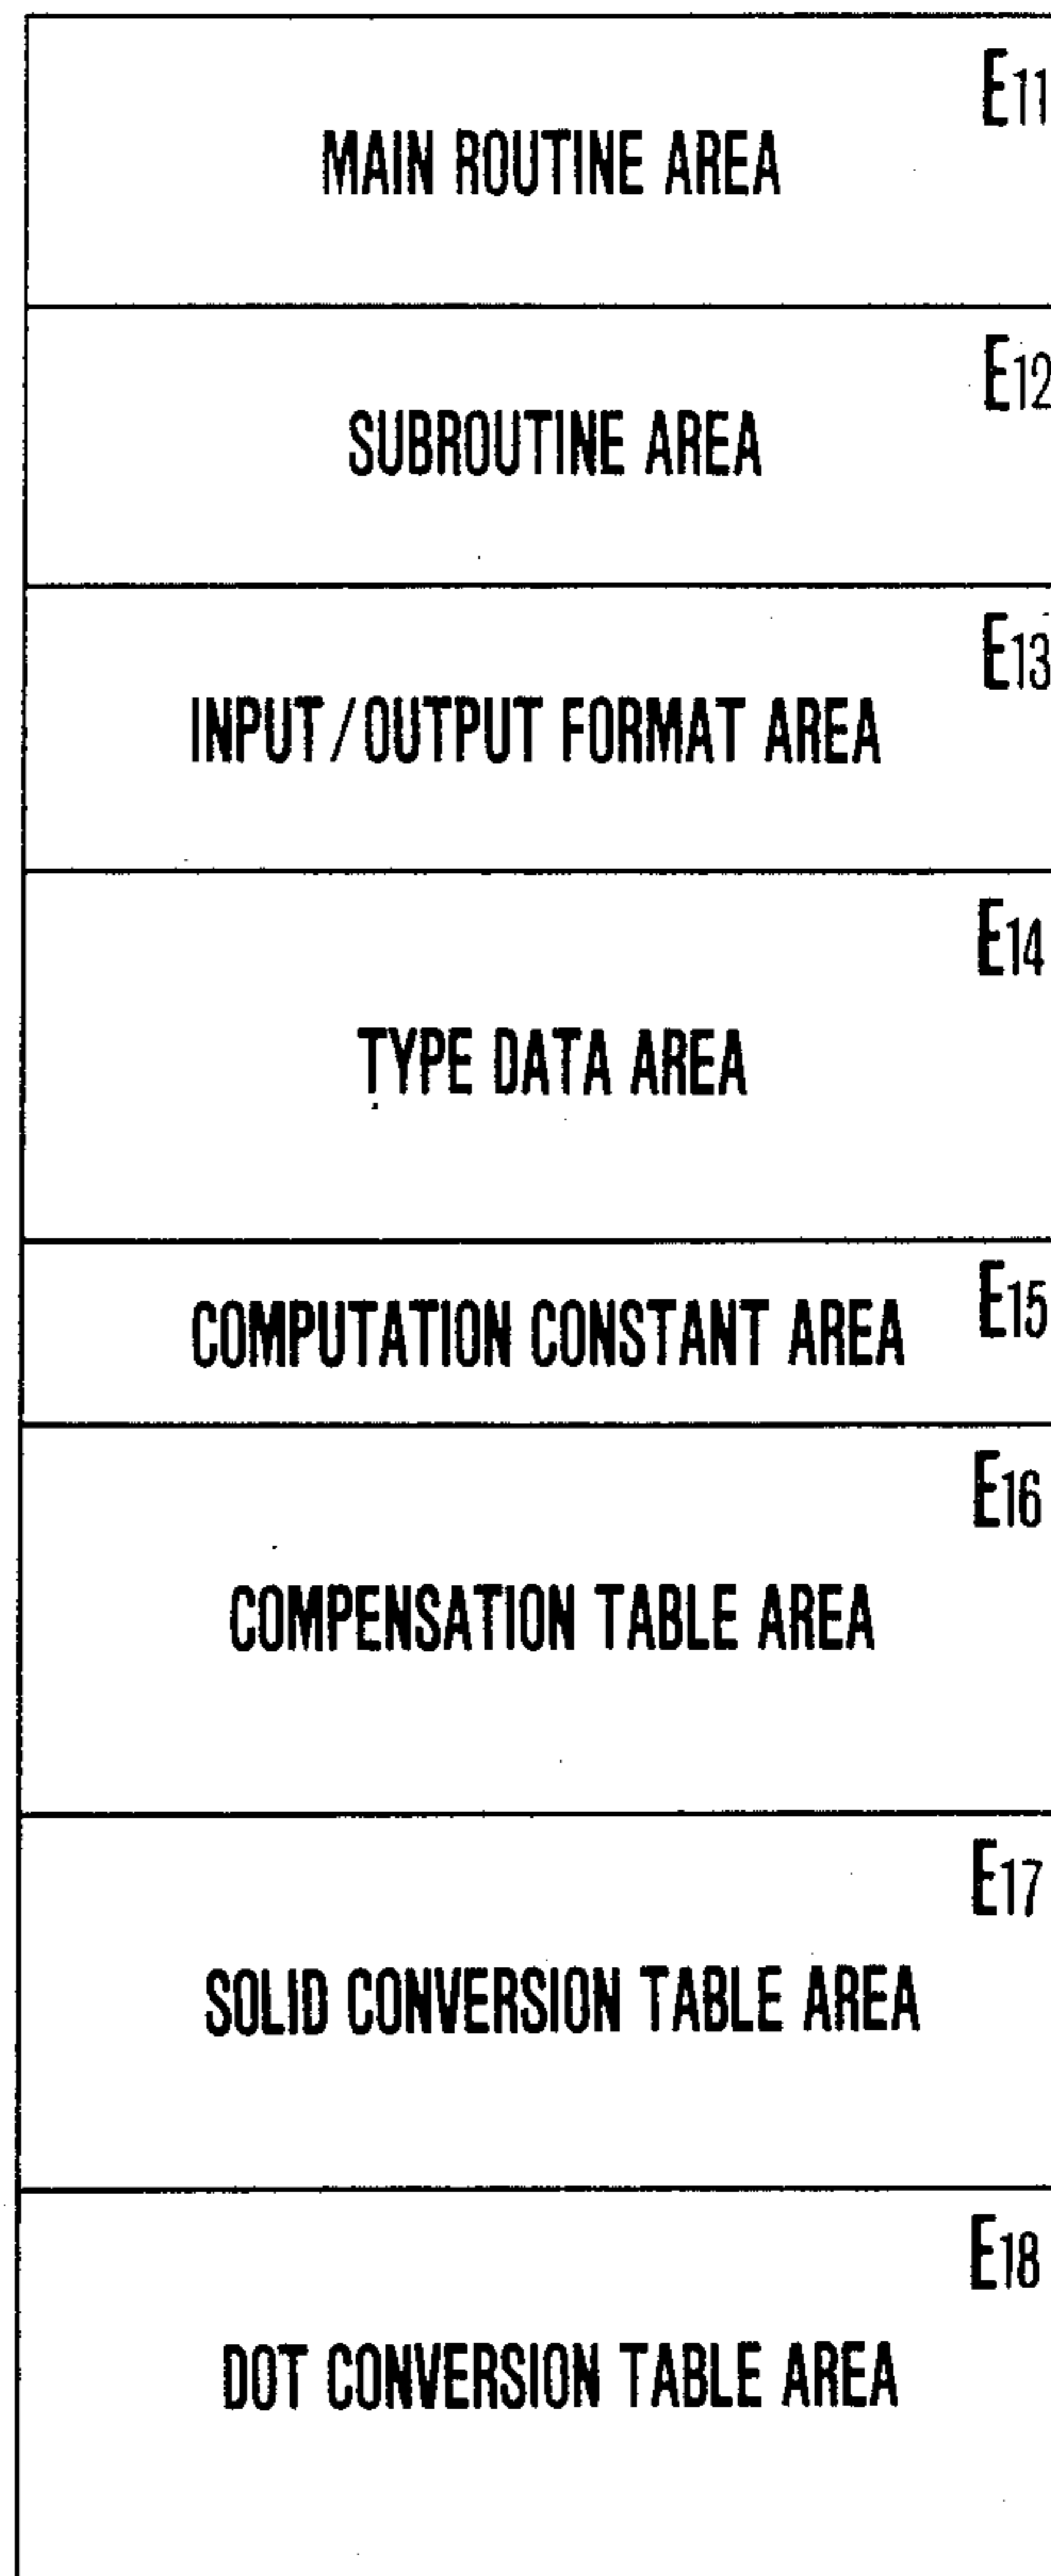 E11
MAIN ROUTINE AREA
E12
SUBROUTINE AREA
E13
INPUT/OUTPUT FORMAT AREA
E14
TYPE DATA AREA
E15
COMPUTATION CONSTANT AREA
E16
COMPENSATION TABLE AREA
E17
SOLID CONVERSION TABLE AREA
E18
DOT CONVERSION TABLE AREA